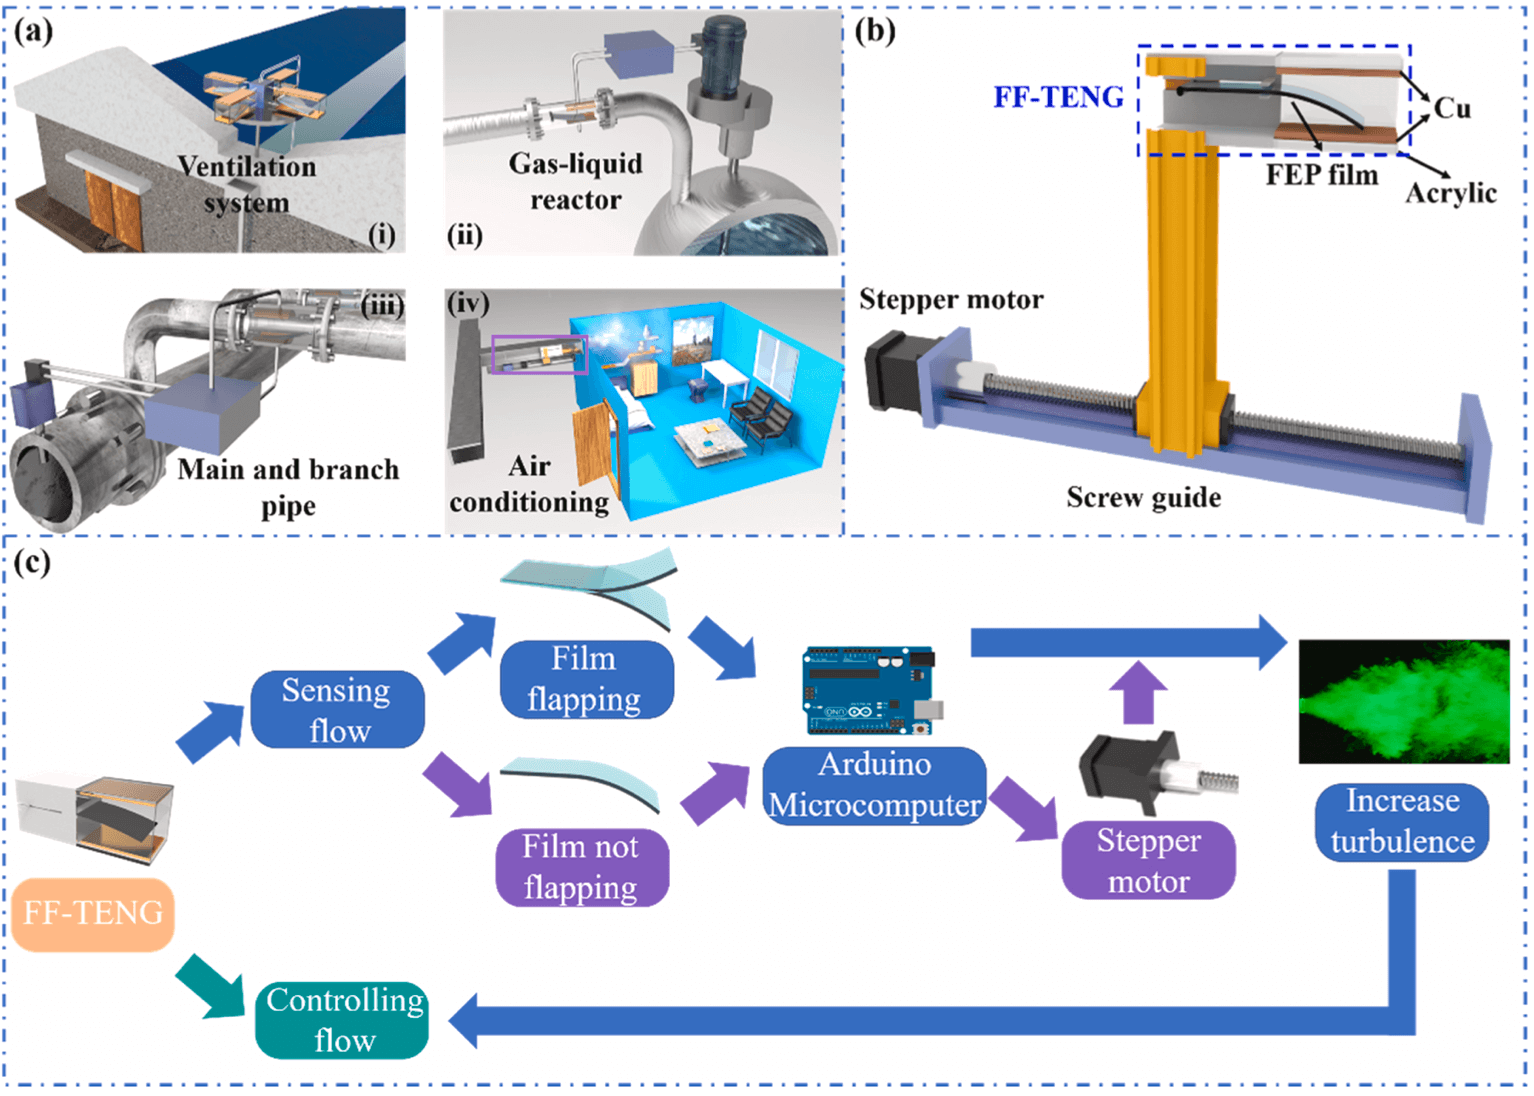 (a)
Ventilation
system
(i)
Gas-liquid
reactor
(ii)
(iii)
Main and branch
pipe
(iv)
Air
conditioning
(b)
FF-TENG
Cu
FEP film
Acrylic
Stepper motor
Screw guide
(c)
FF-TENG
Sensing
flow
Film
flapping
Film not
flapping
Arduino
Microcomputer
Stepper
motor
Increase
turbulence
Controlling
flow